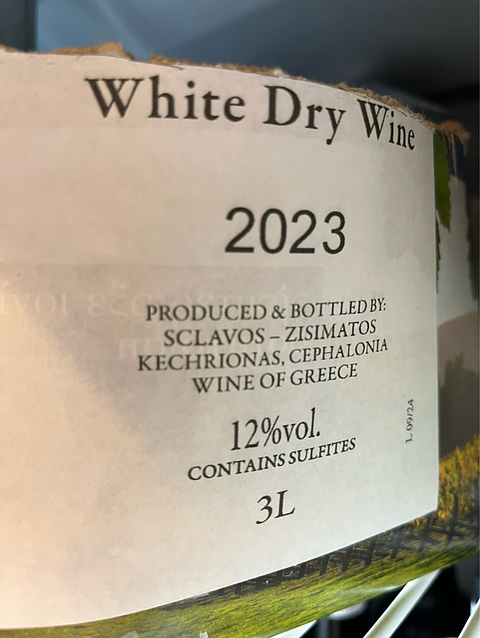 White Dry Wine
2023
PRODUCED & BOTTLED BY:
SCLAVOS – ZISIMATOS
KECHRIONAS, CEPHALONIA
WINE OF GREECE
12%vol.
CONTAINS SULFITES
3L
L. 09/24